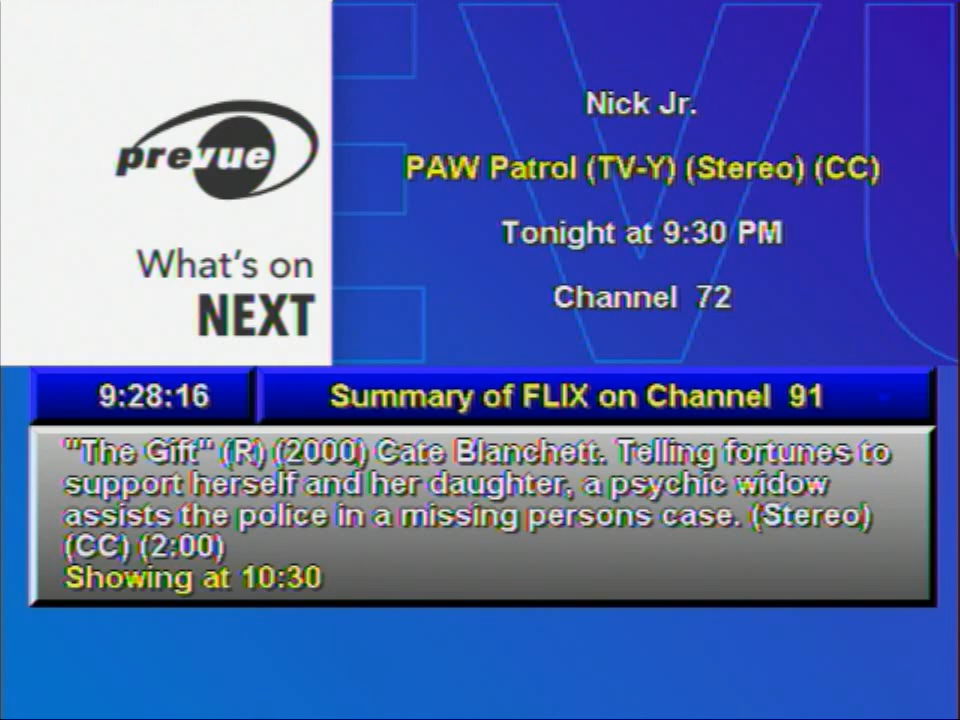 prevue
What's on
NEXT
Nick Jr.
PAW Patrol (TV-Y) (Stereo) (CC)
Tonight at 9:30 PM
Channel 72
9:28:16
Summary of FLIX on Channel 91
"The Gift" (R) (2000) Cate Blanchett. Telling fortunes to
support herself and her daughter, a psychic widow
assists the police in a missing persons case. (Stereo)
(CC) (2:00)
Showing at 10:30